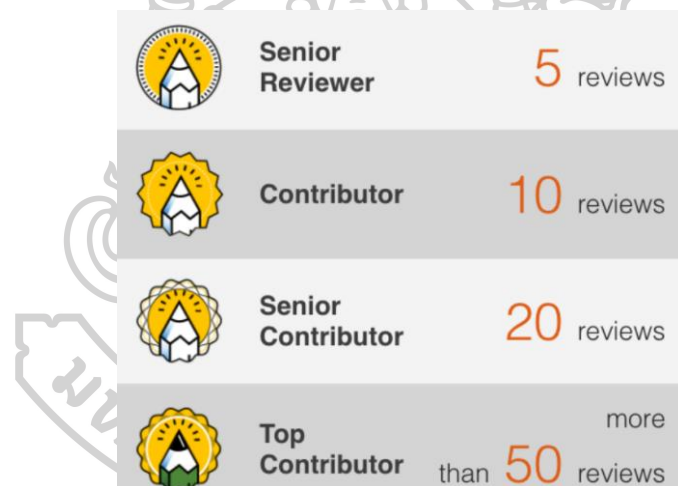 Senior
Reviewer
5 reviews
Contributor
10 reviews
Senior
Contributor
20 reviews
Top
Contributor
more
than 50 reviews